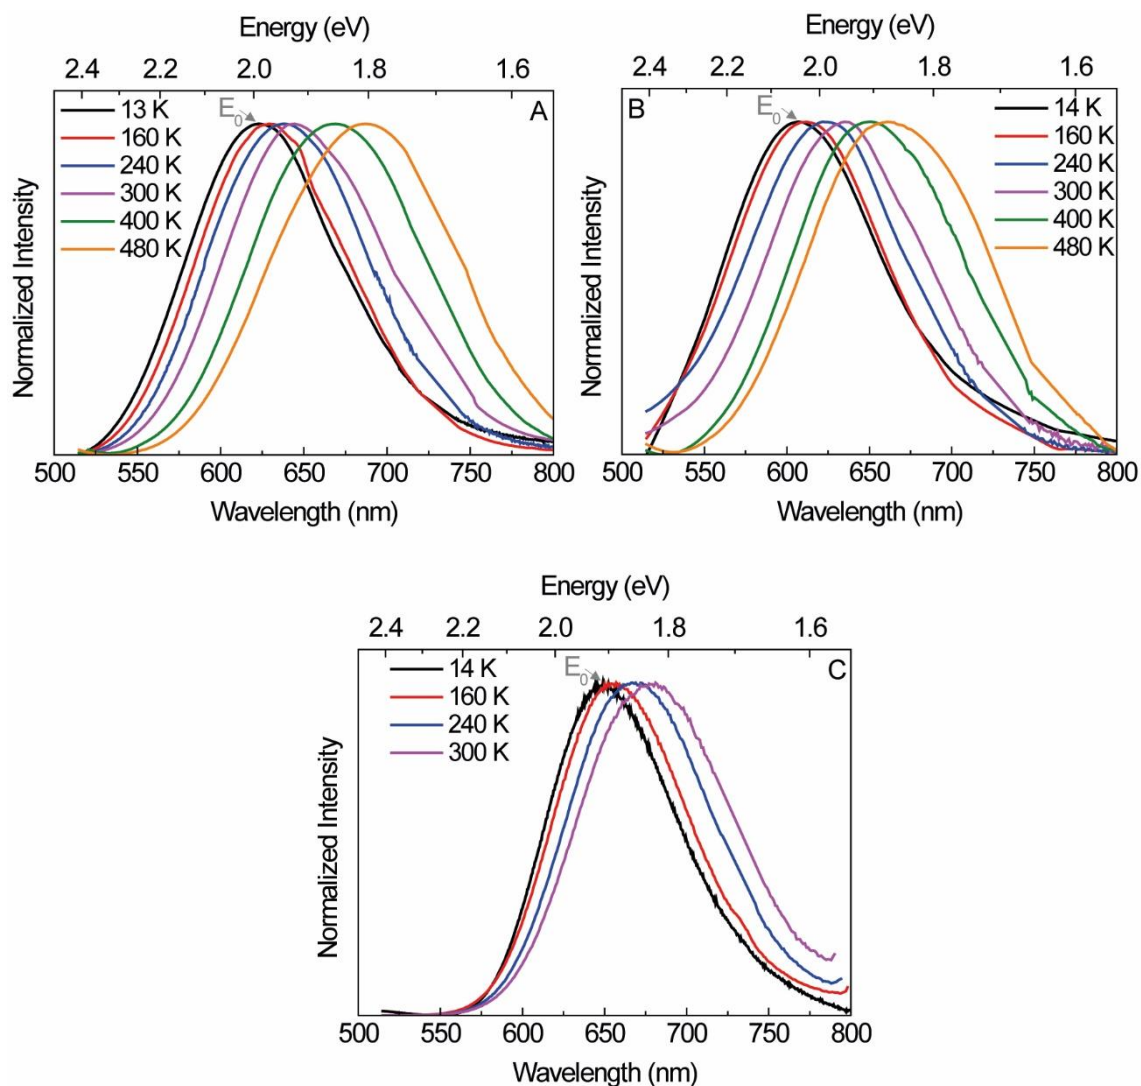 Energy (eV)
2.4 2.2 2.0 1.8 1.6
13 K
160 K
240 K
300 K
400 K
480 K
E0
A
Normalized Intensity
500 550 600 650 700 750 800
Wavelength (nm)
Energy (eV)
2.4 2.2 2.0 1.8 1.6
B
E0
14 K
160 K
240 K
300 K
400 K
480 K
Normalized Intensity
500 550 600 650 700 750 800
Wavelength (nm)
Energy (eV)
2.4 2.2 2.0 1.8 1.6
14 K
160 K
240 K
300 K
E0
C
Normalized Intensity
500 550 600 650 700 750 800
Wavelength (nm)